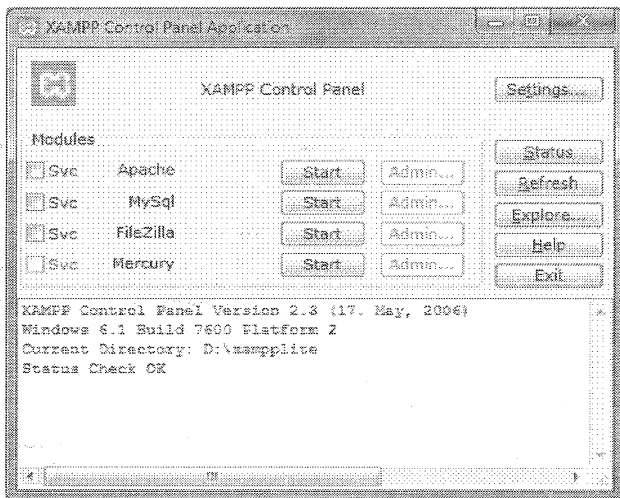 XAMPP Control Panel Application
XAMPP Control Panel
Settings...
Modules
Svc Apache Start Admin...
Svc MySql Start Admin...
Svc FileZilla Start Admin...
Svc Mercury Start Admin...
Status
Refresh
Explore...
Help
Exit
XAMPP Control Panel Version 2.3 (17. May, 2006)
Windows 6.1 Build 7600 Platform 2
Current Directory: D:\xampplite
Status Check OK